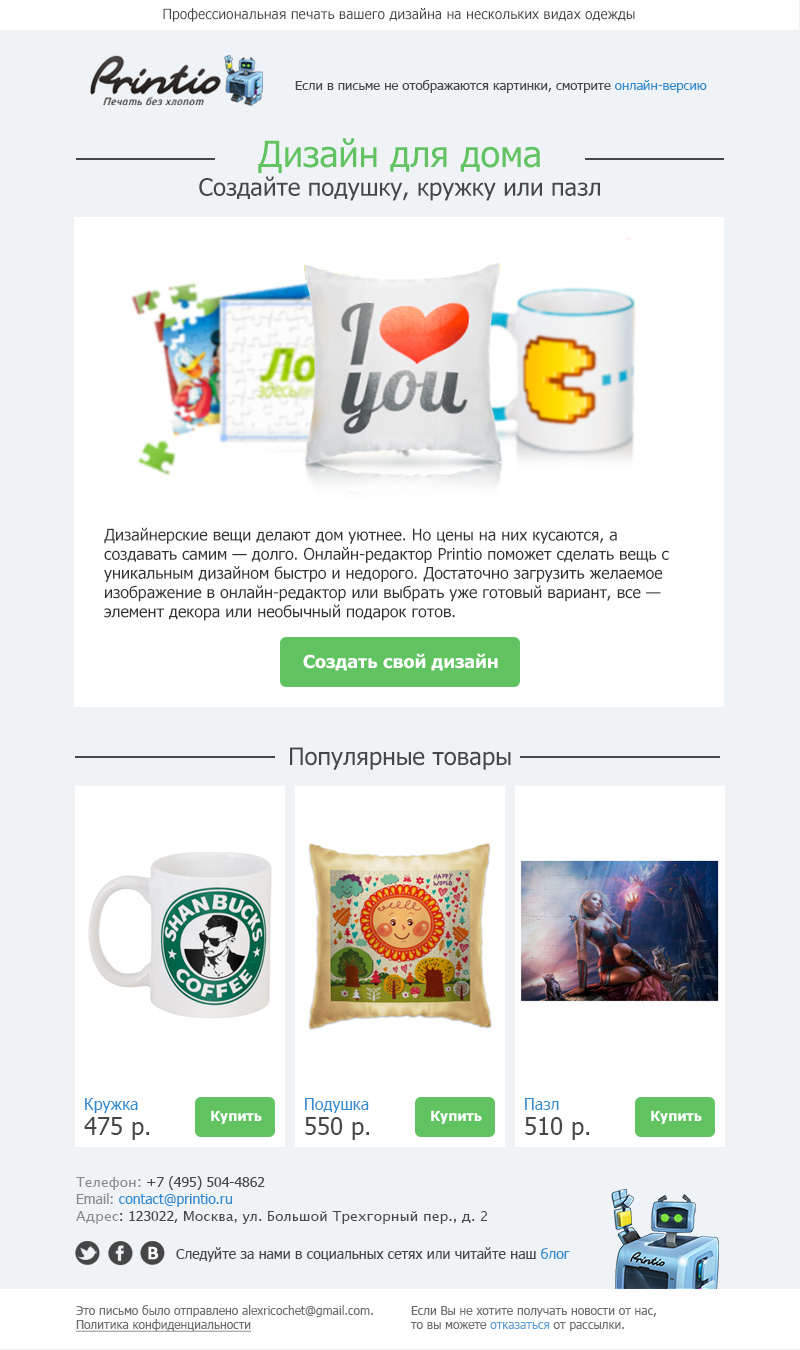 Профессиональная печать вашего дизайна на нескольких видах одежды
Printio
Печать без хлопот
Если в письме не отображаются картинки, смотрите онлайн-версию
Дизайн для дома
Создайте подушку, кружку или пазл
Ло
I
you
Дизайнерские вещи делают дом уютнее. Но цены на них кусаются, а
создавать самим — долго. Онлайн-редактор Printio поможет сделать вещь с
уникальным дизайном быстро и недорого. Достаточно загрузить желаемое
изображение в онлайн-редактор или выбрать уже готовый вариант, все —
элемент декора или необычный подарок готов.
Создать свой дизайн
Популярные товары
SHANBUCKS
COFFEE
HAPPY
WORLD
Кружка
475 р.
Купить
Подушка
550 р.
Купить
Пазл
510 р.
Купить
Телефон: +7 (495) 504-4862
Email: contact@printio.ru
Адрес: 123022, Москва, ул. Большой Трехгорный пер., д. 2
Printio
Следуйте за нами в социальных сетях или читайте наш блог
Это письмо было отправлено alexricochet@gmail.com.
Политика конфиденциальности
Если Вы не хотите получать новости от нас,
то вы можете отказаться от рассылки.